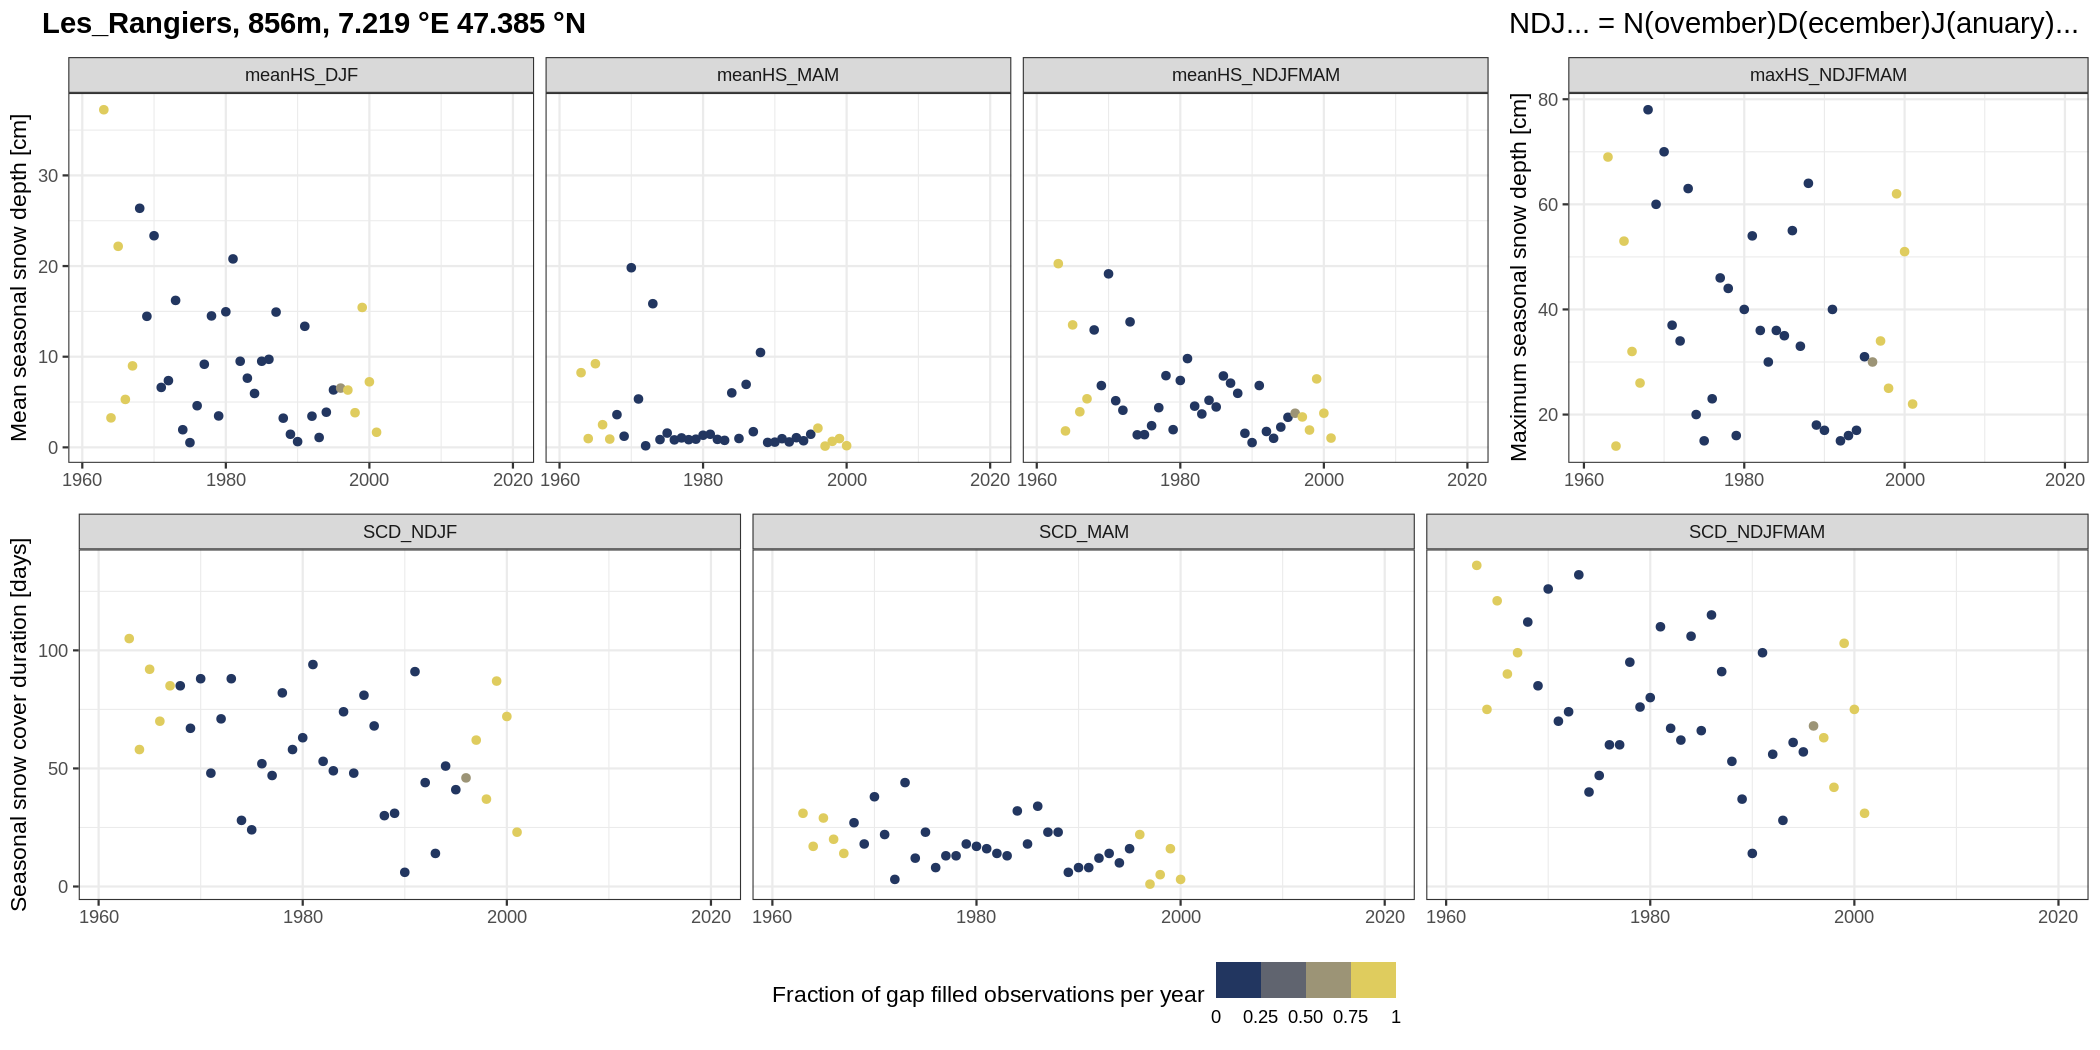 Les_Rangiers, 856m, 7.219 °E 47.385 °N
NDJ... = N(ovember)D(ecember)J(anuary)...
meanHS_DJF
meanHS_MAM
meanHS_NDJFMAM
maxHS_NDJFMAM
Mean seasonal snow depth [cm]
30
20
10
0
1960 1980 2000 2020
1960 1980 2000 2020
1960 1980 2000 2020
Maximum seasonal snow depth [cm]
80
60
40
20
1960 1980 2000 2020
SCD_NDJF
SCD_MAM
SCD_NDJFMAM
Seasonal snow cover duration [days]
100
50
0
1960 1980 2000 2020
1960 1980 2000 2020
1960 1980 2000 2020
Fraction of gap filled observations per year
0 0.25 0.50 0.75 1